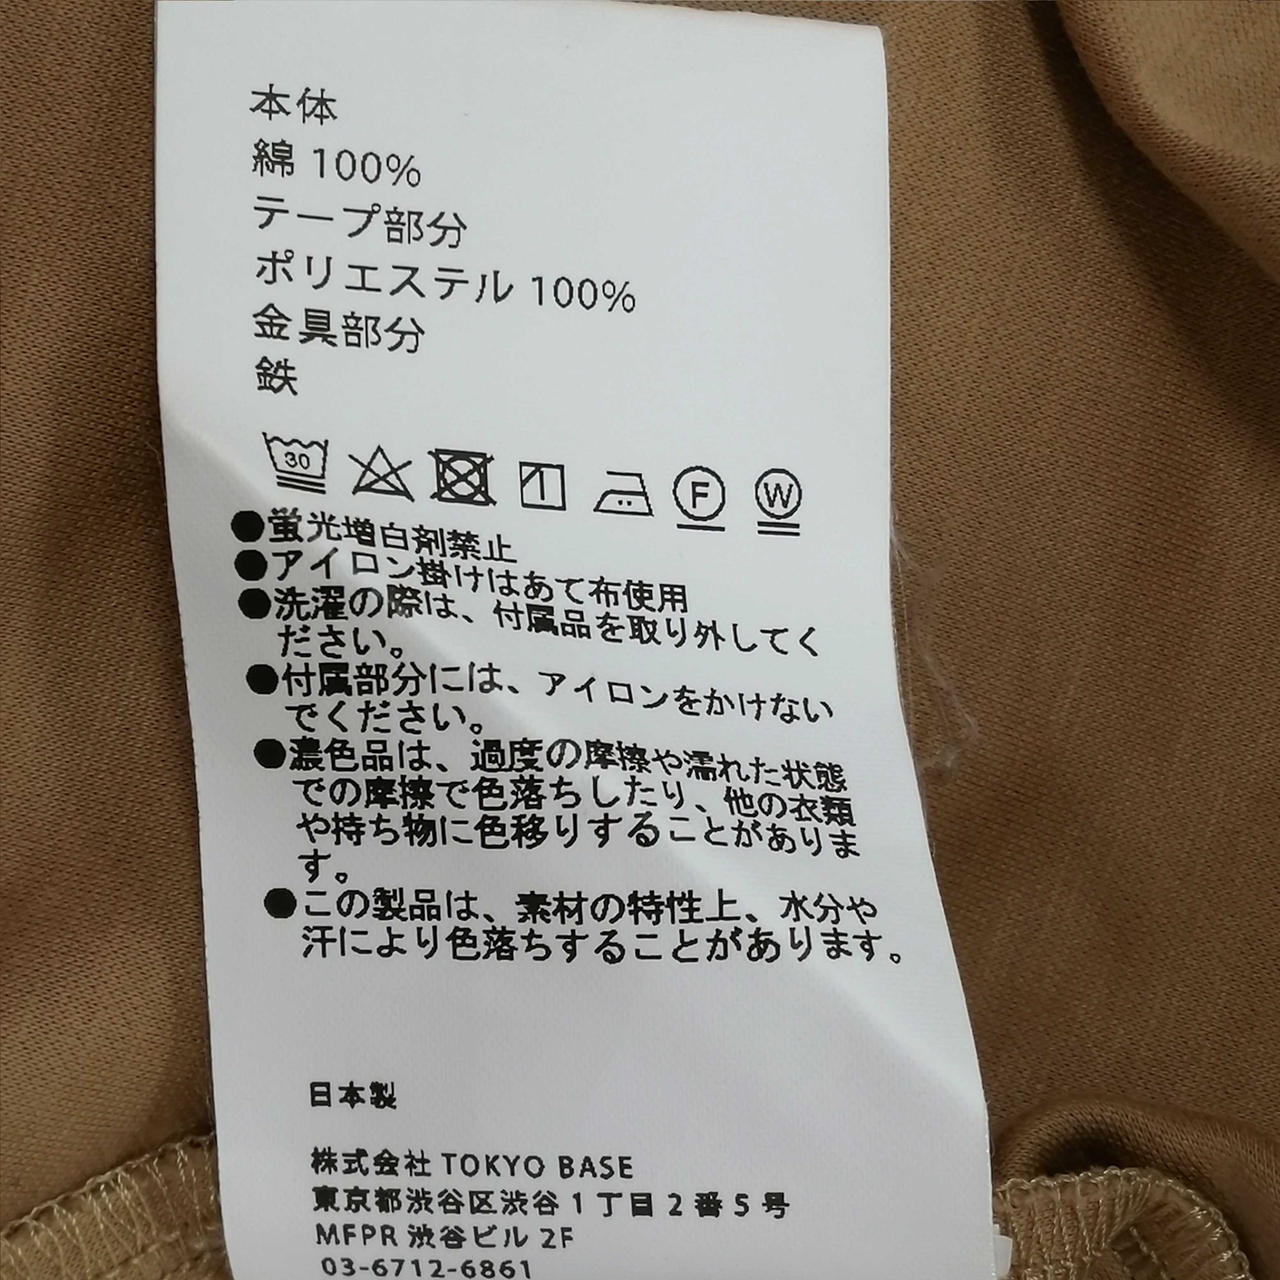 本体
綿 100%
テープ部分
ポリエステル 100%
金具部分
鉄
30
F
W
●蛍光増白剤禁止
●アイロン掛けはあて布使用
●洗濯の際は、付属品を取り外してく
ださい。
●付属部分には、アイロンをかけない
でください。
●濃色品は、過度の摩擦や濡れた状態
での摩擦で色落ちしたり、他の衣類
や持ち物に色移りすることがありま
す。
●この製品は、素材の特性上、水分や
汗により色落ちすることがあります。
日本製
株式会社 TOKYO BASE
東京都渋谷区渋谷1丁目2番5号
MFPR 渋谷ビル 2F
03-6712-6861